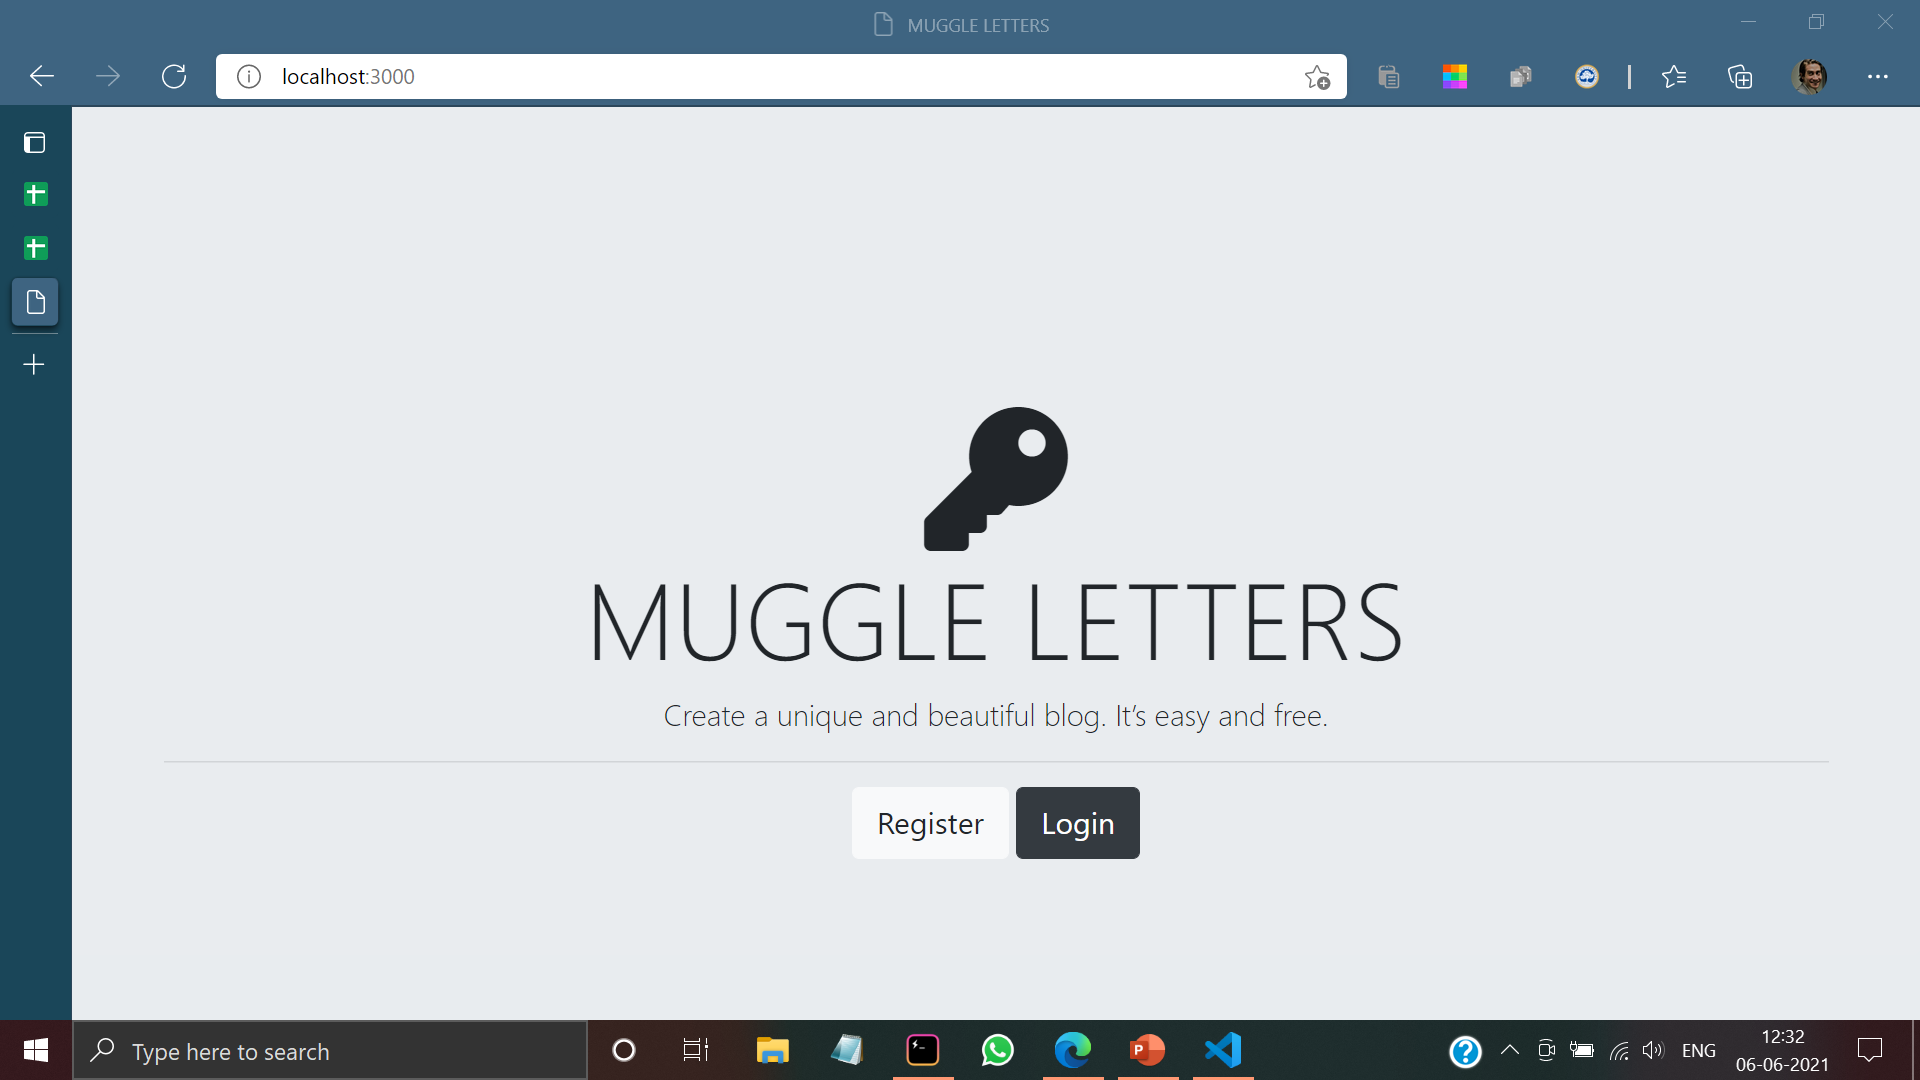 MUGGLE LETTERS
localhost:3000
MUGGLE LETTERS
Create a unique and beautiful blog. It’s easy and free.
Register Login
Type here to search
ENG
12:32
06-06-2021